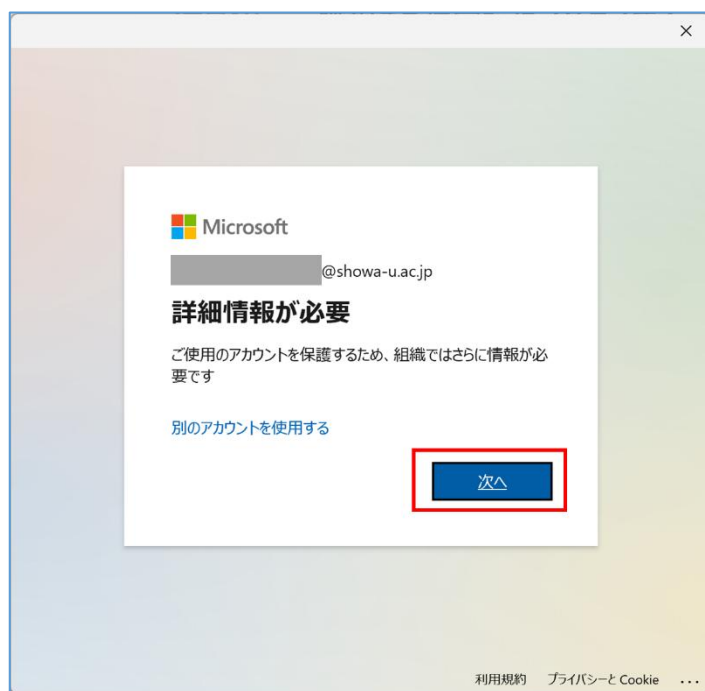 Microsoft
@showa-u.ac.jp
詳細情報が必要
ご使用のアカウントを保護するため、組織ではさらに情報が必
要です
別のアカウントを使用する
次へ
利用規約 プライバシーと Cookie ...